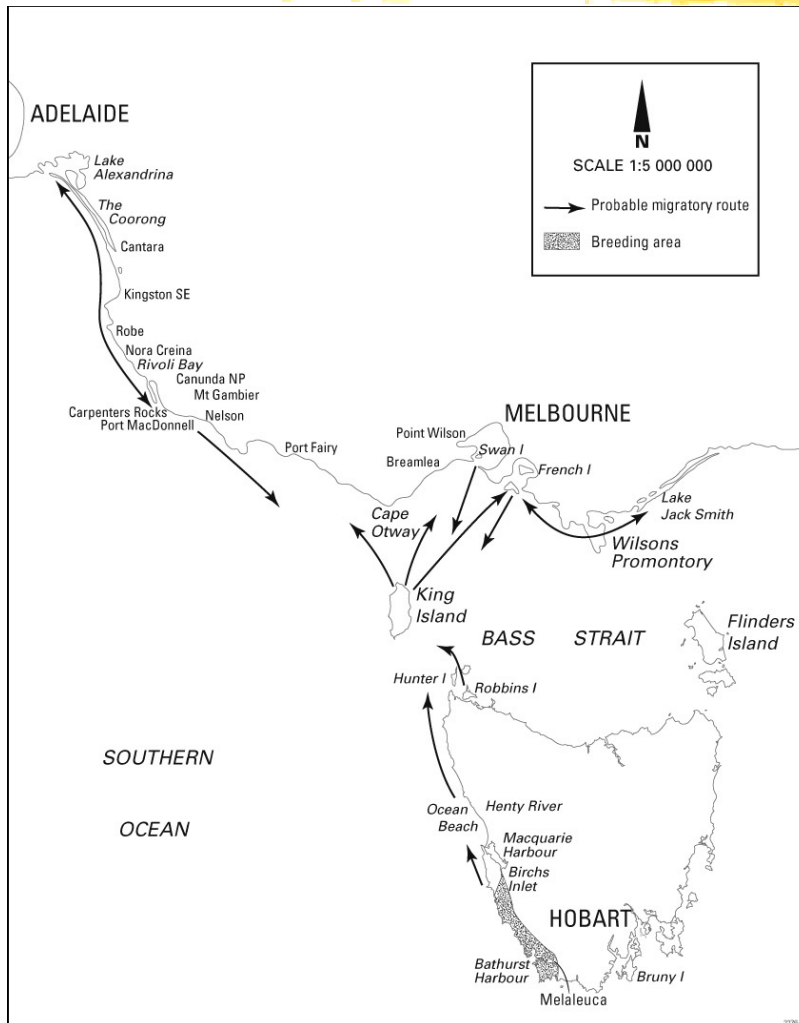 ADELAIDE
Lake
Alexandrina
The
Coorong
Cantara
Kingston SE
Robe
Nora Creina
Rivoli Bay
Canunda NP
Mt Gambier
Carpenters Rocks
Port MacDonnell
Nelson
Port Fairy
N
SCALE 1:5 000 000
Probable migratory route
Breeding area
MELBOURNE
Point Wilson
Swan I
Breamlea
French I
Cape
Otway
Lake
Jack Smith
Wilsons
Promontory
King
Island
BASS STRAIT
Flinders
Island
Hunter I
Robbins I
SOUTHERN
OCEAN
Ocean
Beach
Henty River
Macquarie
Harbour
Birchs
Inlet
HOBART
Bathurst
Harbour
Bruny I
Melaleuca